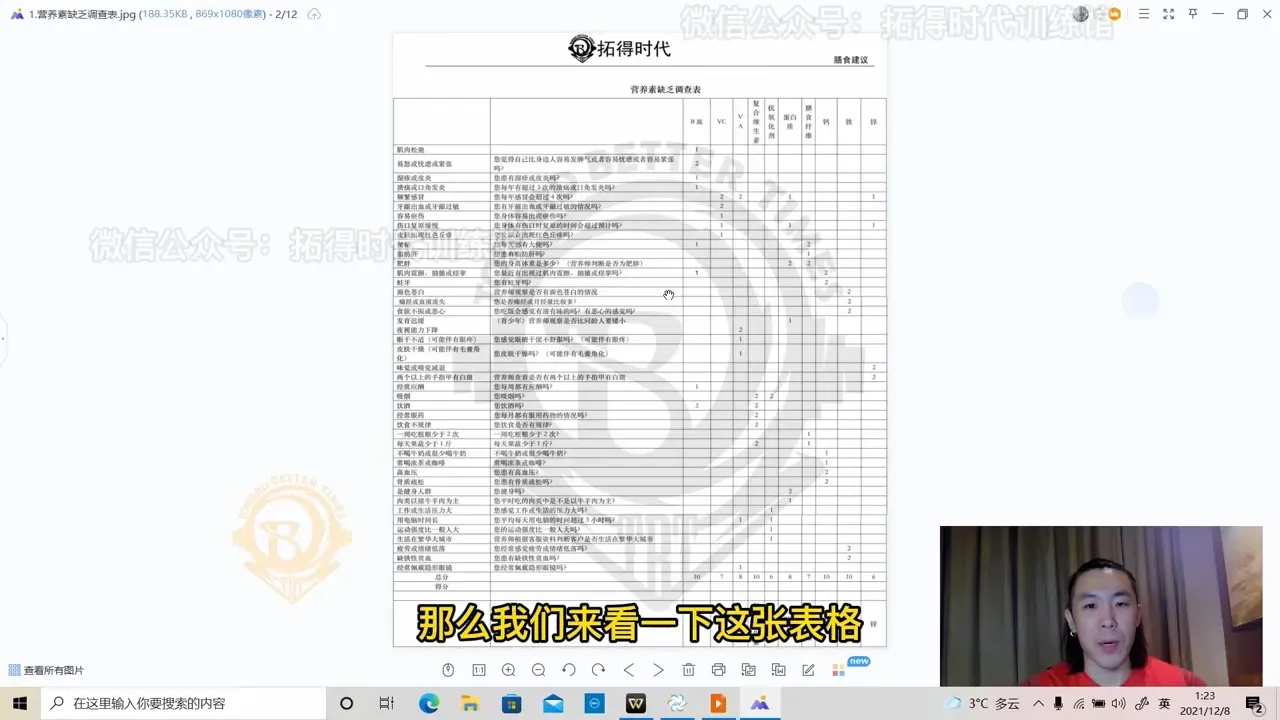 1.营养素缺乏调查表.jpg (188.35KB , 869x1080像素) - 2/12
微信公众号：拓得时代训练馆
拓得时代
膳食建议
营养素缺乏调查表
B 族 VC VA 复合维生素 抗氧化剂 蛋白质 膳食纤维 钙 铁 锌
肌肉松弛 1
易怒或忧虑或紧张 您觉得自己比身边人容易发脾气或者容易忧虑或者容易紧张吗? 2
湿疹或皮炎 您患有湿疹或皮炎吗? 1
溃疡或口角发炎 您每年有超过 3 次的溃疡或口角发炎吗? 1
频繁感冒 您每年感冒会超过 4 次吗? 2 2 1 1
牙龈出血或牙龈过敏 您有牙龈出血或牙龈过敏的情况吗? 2
容易瘀伤 您身体容易出现瘀伤吗? 1
伤口复原缓慢 您身体有伤口时复原的时间会超过预计吗? 1 1 1
皮肤出现红色丘疹 您皮肤有出现红色丘疹吗? 1
便秘 您每天都有大便吗? 1 2
脂肪肝 您患有脂肪肝吗? 1
肥胖 您的身高体重是多少? （营养师判断是否为肥胖） 2 2
肌肉震颤、抽搐或痉挛 您最近有出现过肌肉震颤、抽搐或痉挛吗? 1 2
蛀牙 您有蛀牙吗? 2
面色苍白 营养师观察是否有面色苍白的情况 2
痛经或血液流失 您是否痛经或月经量比较多? 2
食欲不振或恶心 您吃饭会感觉有滋有味的吗? 有恶心的感觉吗? 2
发育迟缓 （青少年）营养师观察是否比同龄人要矮小 1
夜视能力下降 2
眼干不适（可能伴有眼疼） 您感觉眼睛干涩不舒服吗? （可能伴有眼疼） 1
皮肤干燥（可能伴有毛囊角化） 您皮肤干燥吗? （可能伴有毛囊角化） 1
味觉或嗅觉减退 2
两个以上的手指甲有白斑 营养师查看是否有两个以上的手指甲有白斑 2
经常应酬 您每周都有应酬吗? 1
吸烟 您吸烟吗? 2 2
饮酒 您饮酒吗? 2 2
经常服药 您每月都有服用药物的情况吗? 2
饮食不规律 您饮食是否有规律? 2
一周吃粗粮少于 2 次 一周吃粗粮少于 2 次? 1
每天果蔬少于 1 斤 每天果蔬少于 1 斤? 2 1
不喝牛奶或很少喝牛奶 不喝牛奶或很少喝牛奶? 1
常喝浓茶或咖啡 常喝浓茶或咖啡? 1
高血压 您患有高血压吗? 2
骨质疏松 您患有骨质疏松吗? 2
是健身人群 您健身吗? 2
肉类以猪牛羊肉为主 您平时吃的肉类中是不是以牛羊肉为主? 1
工作或生活压力大 您感觉工作或生活的压力大吗? 1
用电脑时间长 您平均每天用电脑的时间超过 3 小时吗? 1 1
运动强度比一般人大 您的运动强度比一般人大吗? 1
生活在繁华大城市 营养师根据客户资料判断客户是否生活在繁华大城市 1
疲劳或情绪低落 您经常感觉疲劳或情绪低落吗? 2
缺铁性贫血 您患有缺铁性贫血吗? 2
经常佩戴隐形眼镜 您经常佩戴隐形眼镜吗? 1
总分 10 7 8 10 6 8 7 10 10 6
得分
锌
那么我们来看一下这张表格
查看所有图片
1:1
new
在这里输入你要搜索的内容
3°C 多云
英
1:23
2021/12/8
2